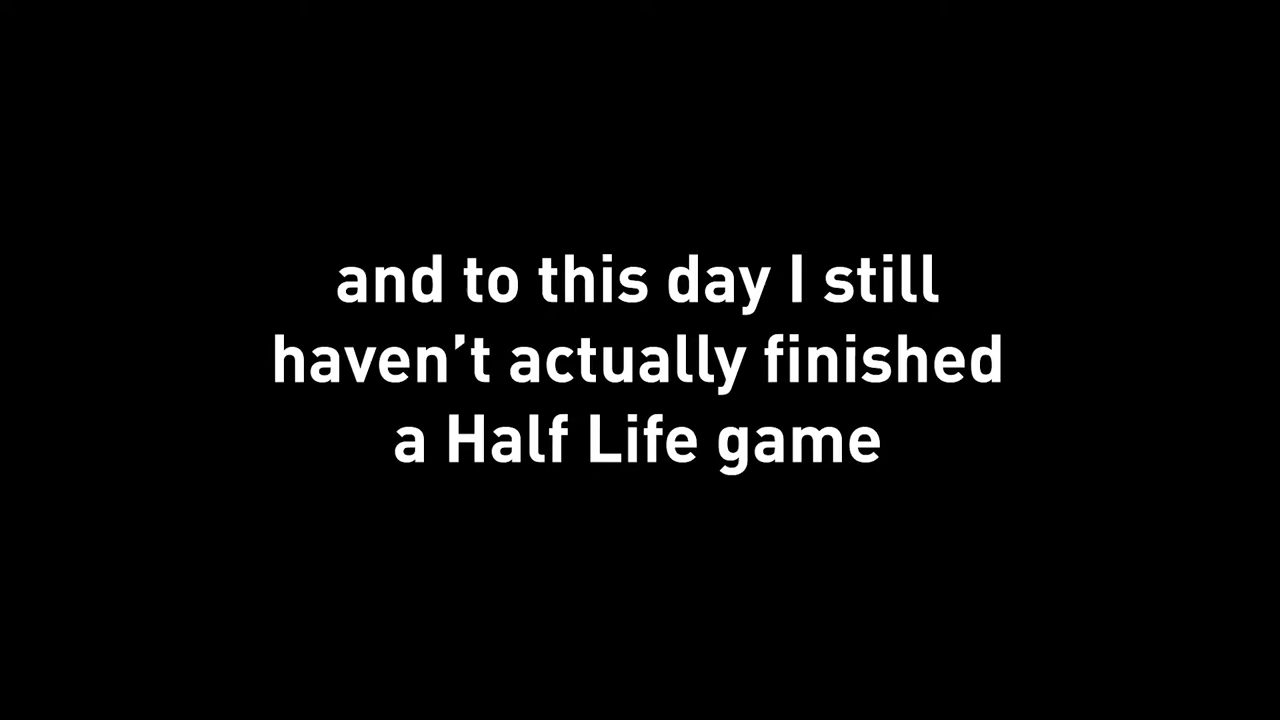 and to this day I still
haven’t actually finished
a Half Life game